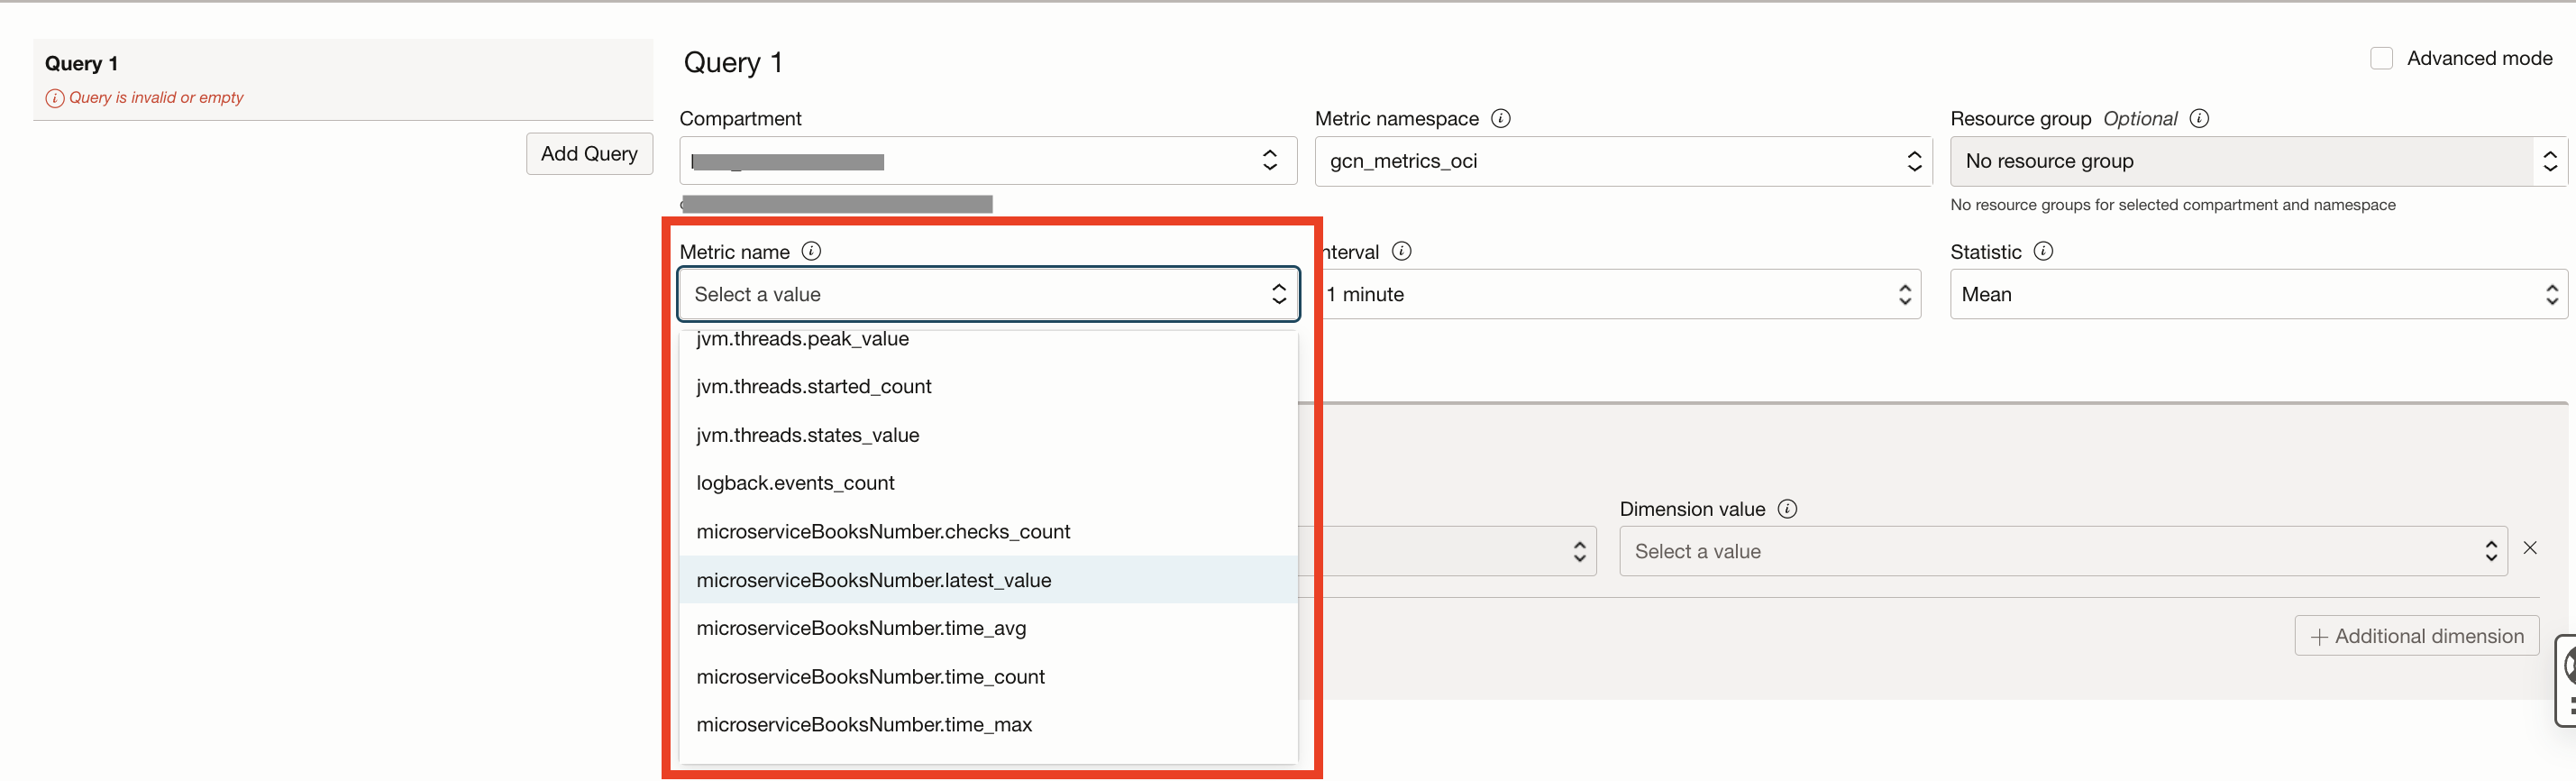 Query 1
Query is invalid or empty
Add Query
Query 1
Advanced mode
Compartment
Metric namespace
gcn_metrics_oci
Resource group Optional
No resource group
No resource groups for selected compartment and namespace
Metric name
Select a value
nterval
1 minute
Statistic
Mean
jvm.threads.peak_value
jvm.threads.started_count
jvm.threads.states_value
logback.events_count
microserviceBooksNumber.checks_count
microserviceBooksNumber.latest_value
microserviceBooksNumber.time_avg
microserviceBooksNumber.time_count
microserviceBooksNumber.time_max
Dimension value
Select a value
+ Additional dimension